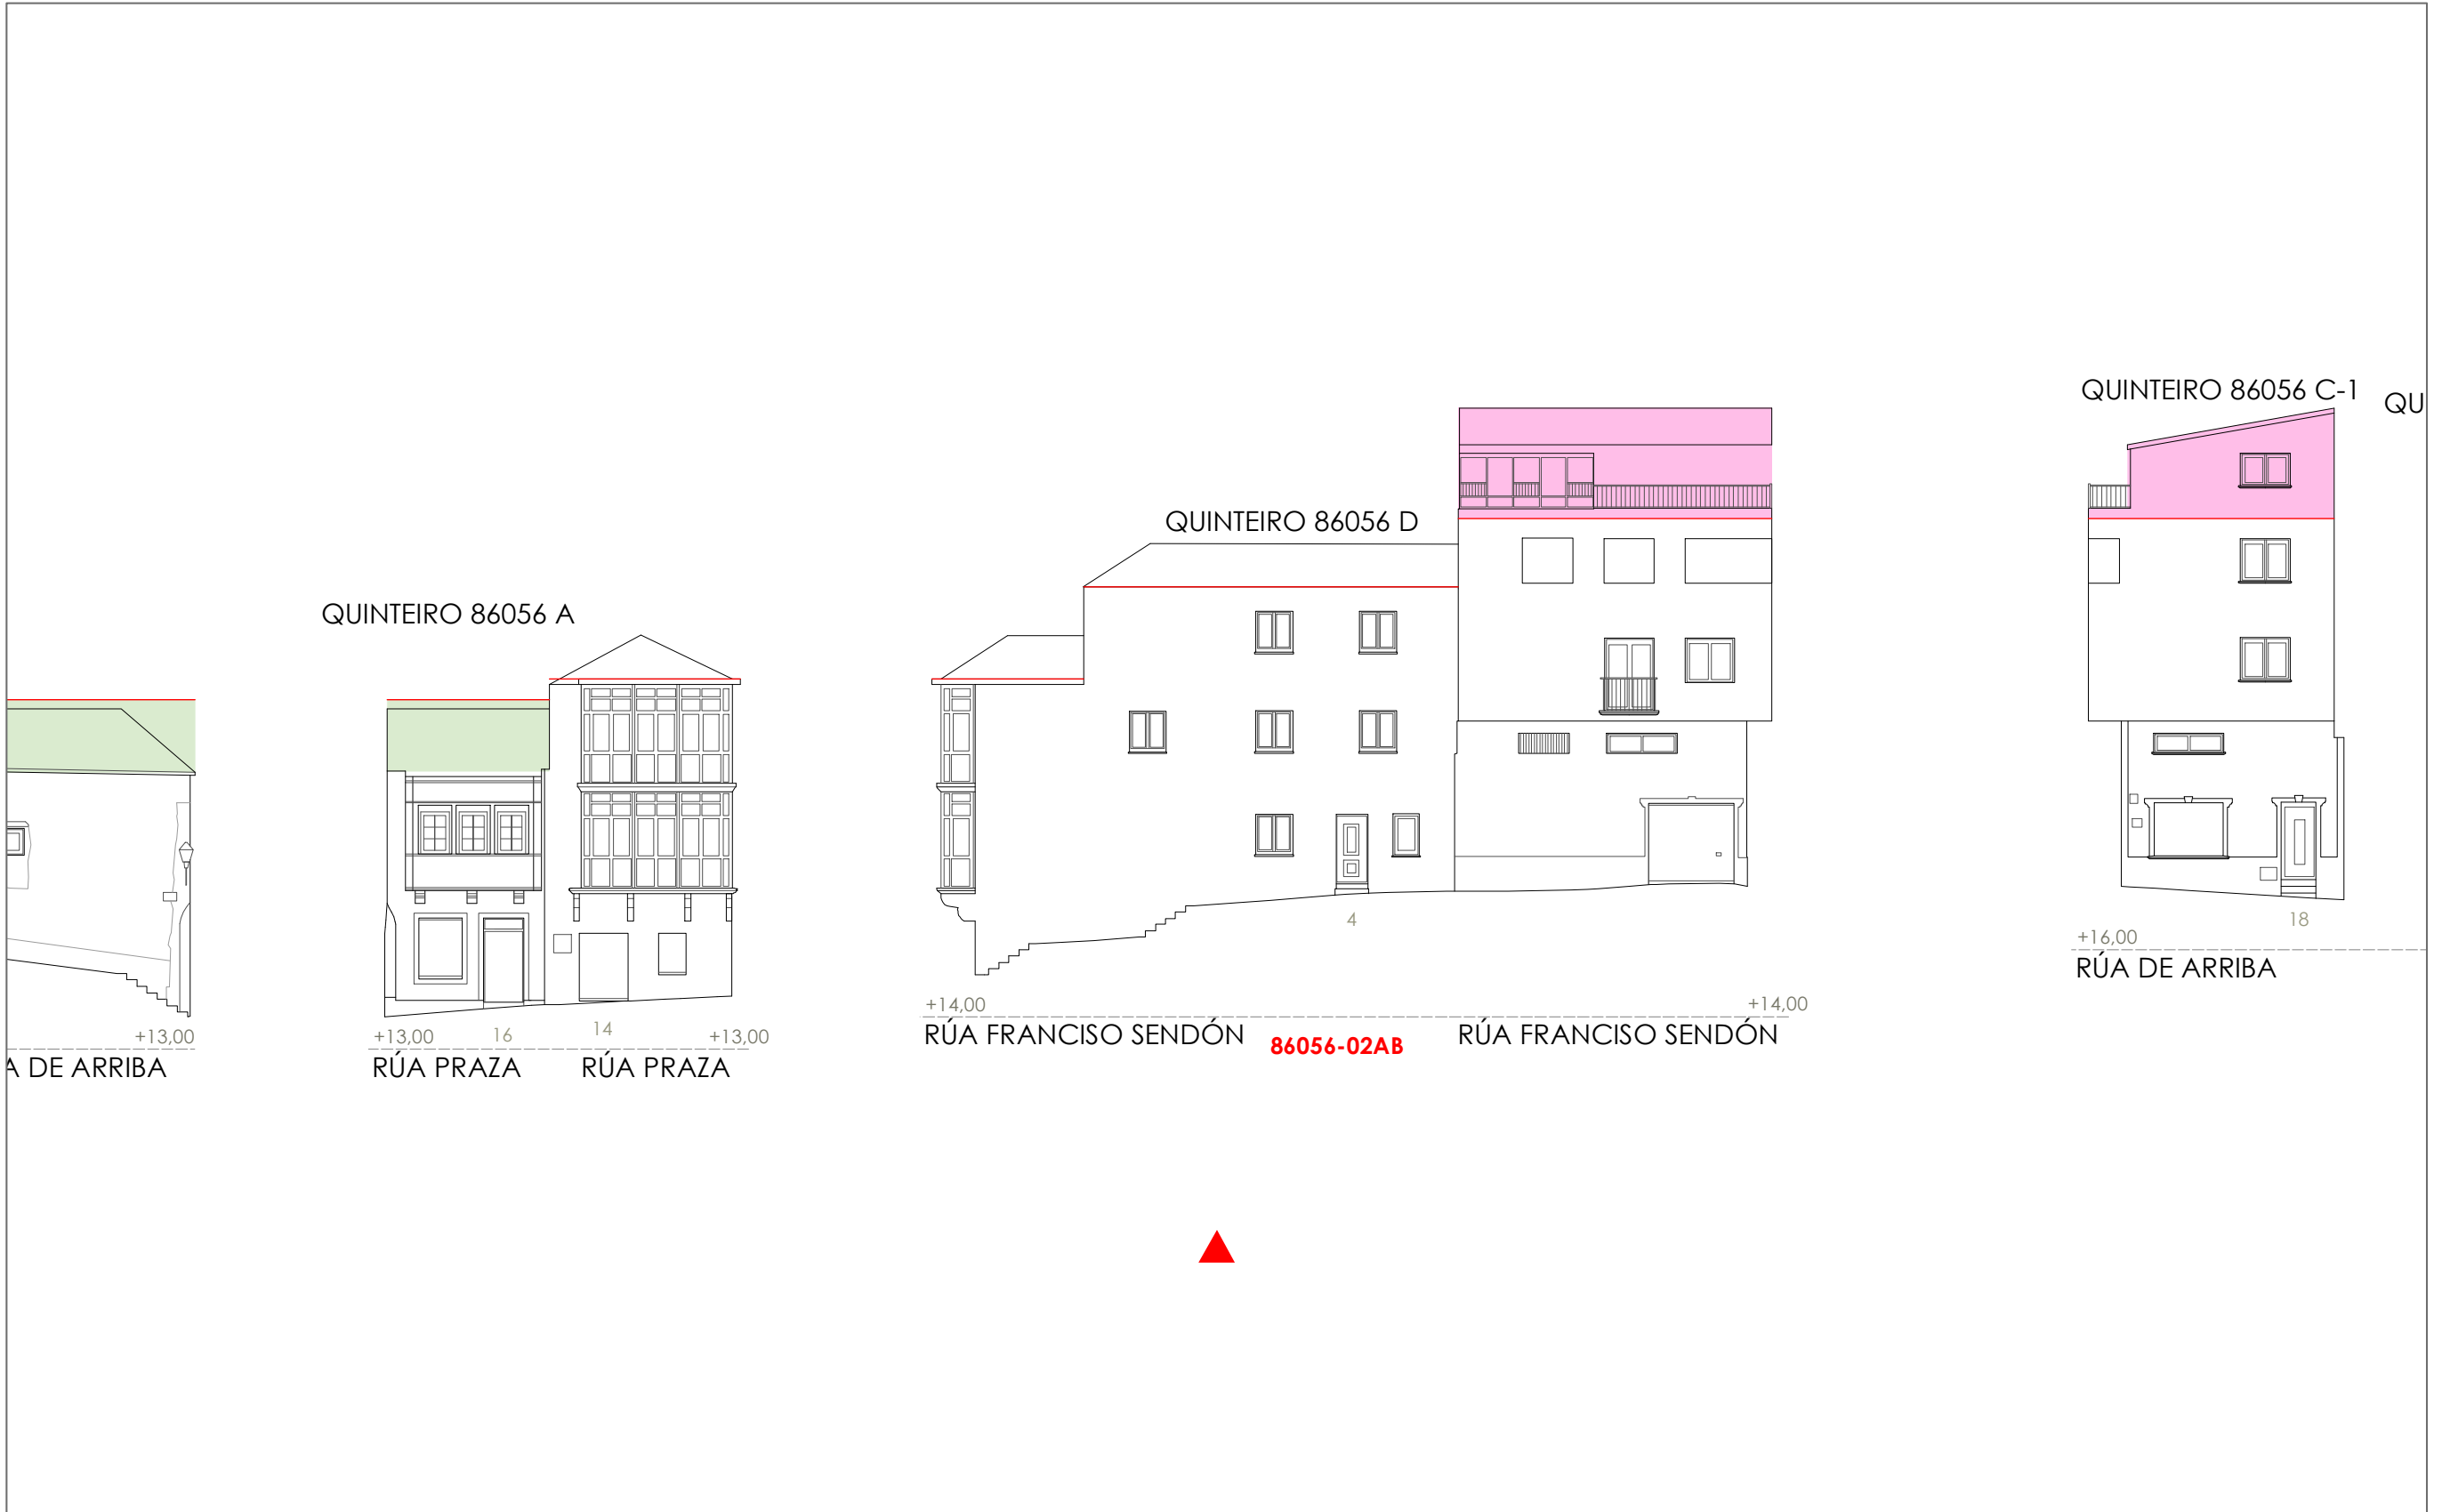 QUINTEIRO 86056 C-1
QU
QUINTEIRO 86056 D
QUINTEIRO 86056 A
4
18
+16,00
RÚA DE ARRIBA
+14,00
+14,00
RÚA FRANCISO SENDÓN
86056-02AB
RÚA FRANCISO SENDÓN
+13,00
+13,00
16
14
+13,00
A DE ARRIBA
RÚA PRAZA
RÚA PRAZA